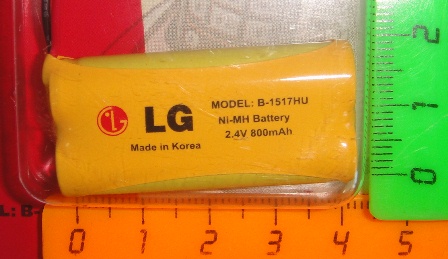 LG
MODEL: B-1517HU
Ni-MH Battery
2.4V 800mAh
Made in Korea
L: B-
0 1 2 3 4 5
0 1 2